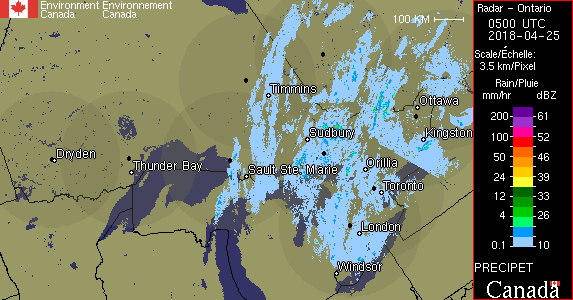 Environment Environnement
Canada Canada
100 KM
Timmins
Ottawa
Sudbury
Kingston
Dryden
Thunder Bay
Sault Ste. Marie
Orillia
Toronto
London
Windsor
Radar - Ontario
0500 UTC
2018-04-25
Scale/Échelle:
3.5 km/Pixel
Rain/Pluie
mm/hr dBZ
200 61
100 52
50 46
24 39
12 33
4 26
0.1 10
PRECIPET
Canada